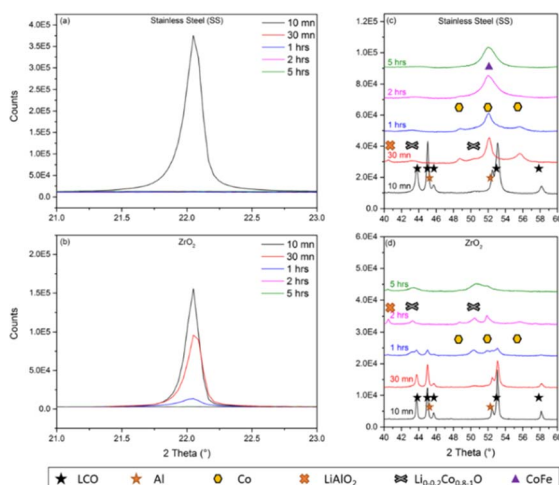 (a) Stainless Steel (SS)
4.0E5
3.5E5
3.0E5
2.5E5
2.0E5
1.5E5
1.0E5
5.0E4
0.0
Counts
10 mn
30 mn
1 hrs
2 hrs
5 hrs
21.0 21.5 22.0 22.5 23.0
(b) ZrO2
2.0E5
1.5E5
1.0E5
5.0E4
0.0
Counts
10 mn
30 mn
1 hrs
2 hrs
5 hrs
21.0 21.5 22.0 22.5 23.0
2 Theta (°)
Stainless Steel (SS) (c)
1.2E5
1.0E5
8.0E4
6.0E4
4.0E4
2.0E4
0.0
5 hrs
2 hrs
1 hrs
30 mn
10 mn
40 42 44 46 48 50 52 54 56 58 60
ZrO2 (d)
6.0E4
5.0E4
4.0E4
3.0E4
2.0E4
1.0E4
0.0
5 hrs
2 hrs
1 hrs
30 mn
10 mn
40 42 44 46 48 50 52 54 56 58 60
2 Theta (°)
LCO Al Co LiAlO2 Li0-0.2Co0.8-1O CoFe